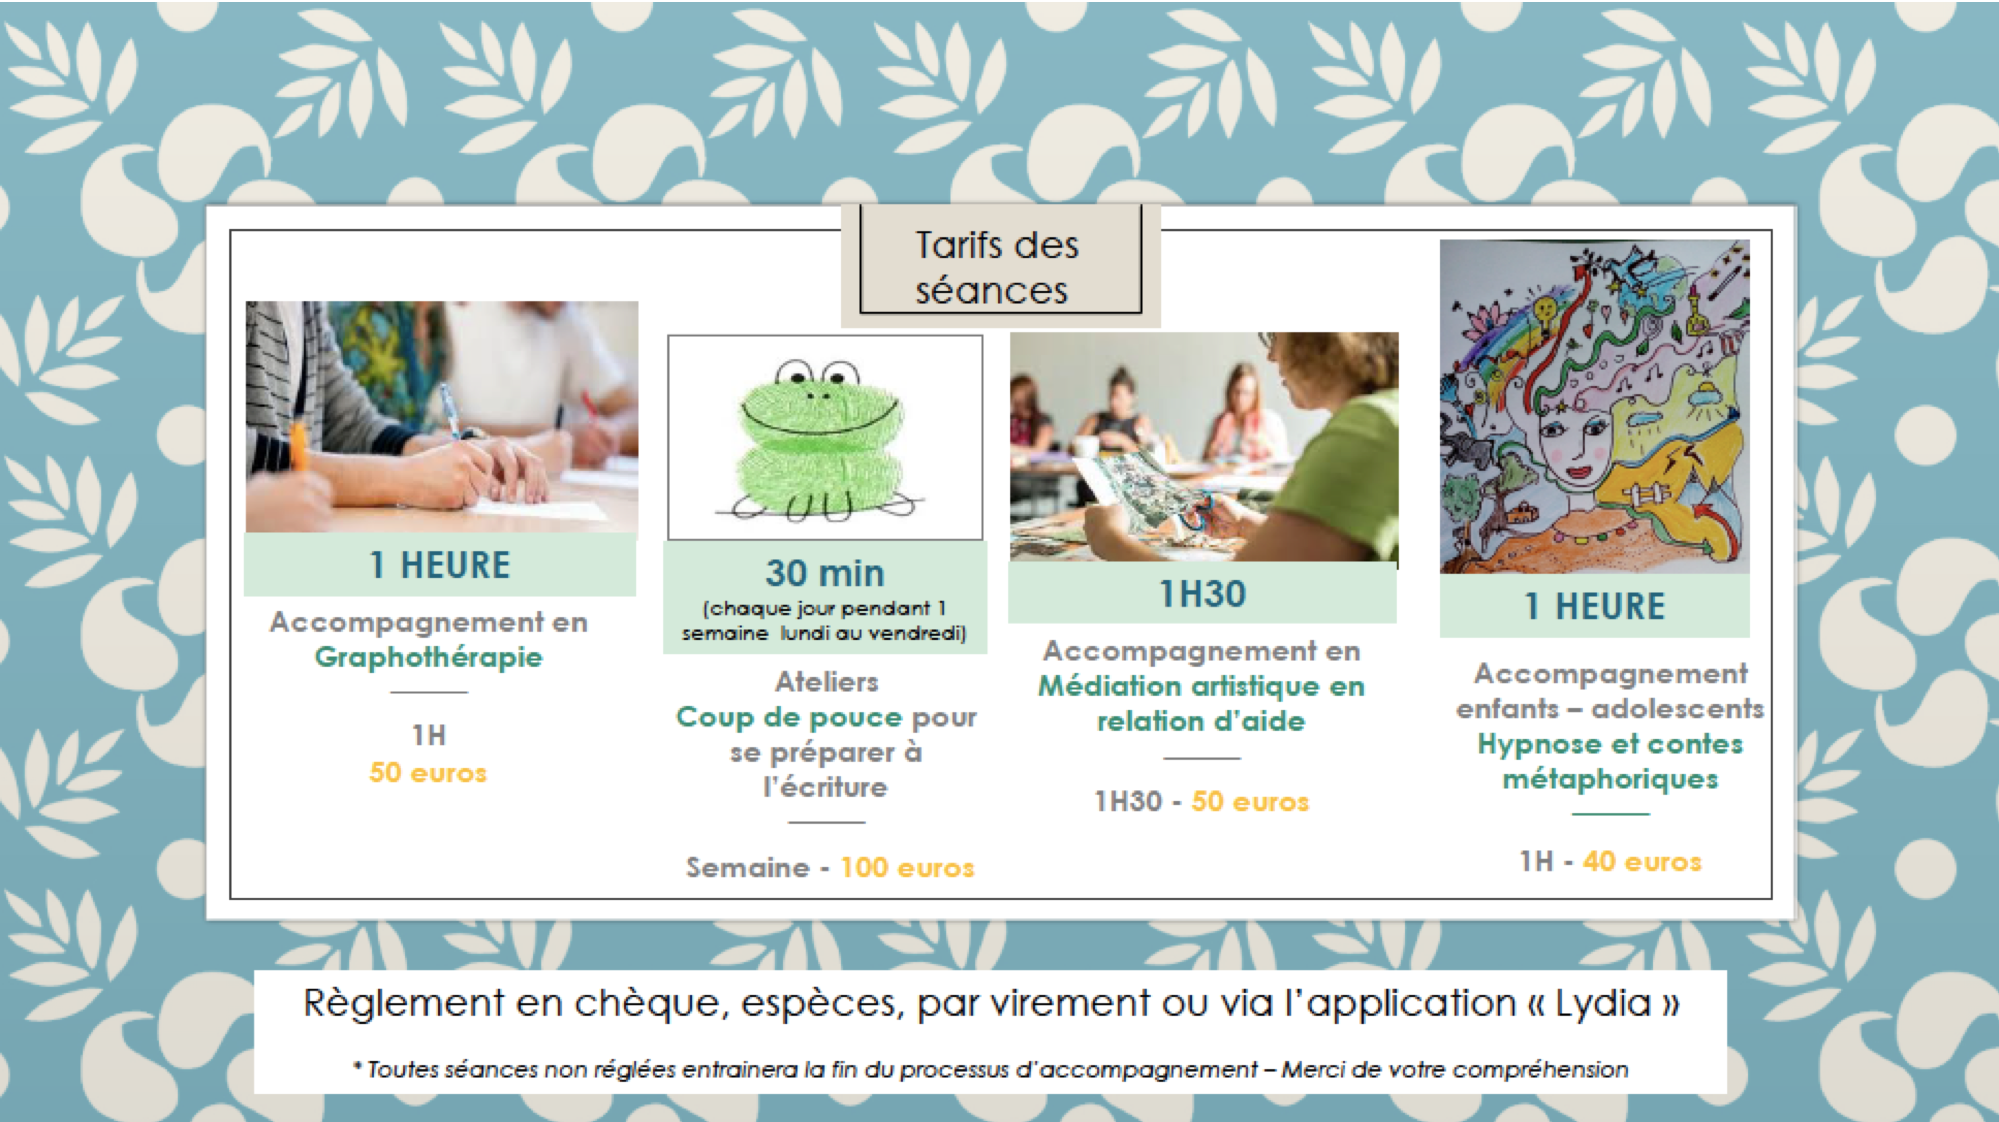 Tarifs des
séances
1 HEURE
Accompagnement en
Graphothérapie
1H
50 euros
30 min
(chaque jour pendant 1
semaine lundi au vendredi)
Ateliers
Coup de pouce pour
se préparer à
l'écriture
Semaine - 100 euros
1H30
Accompagnement en
Médiation artistique en
relation d'aide
1H30 - 50 euros
1 HEURE
Accompagnement
enfants – adolescents
Hypnose et contes
métaphoriques
1H - 40 euros
Règlement en chèque, espèces, par virement ou via l'application « Lydia »
* Toutes séances non réglées entrainera la fin du processus d'accompagnement – Merci de votre compréhension